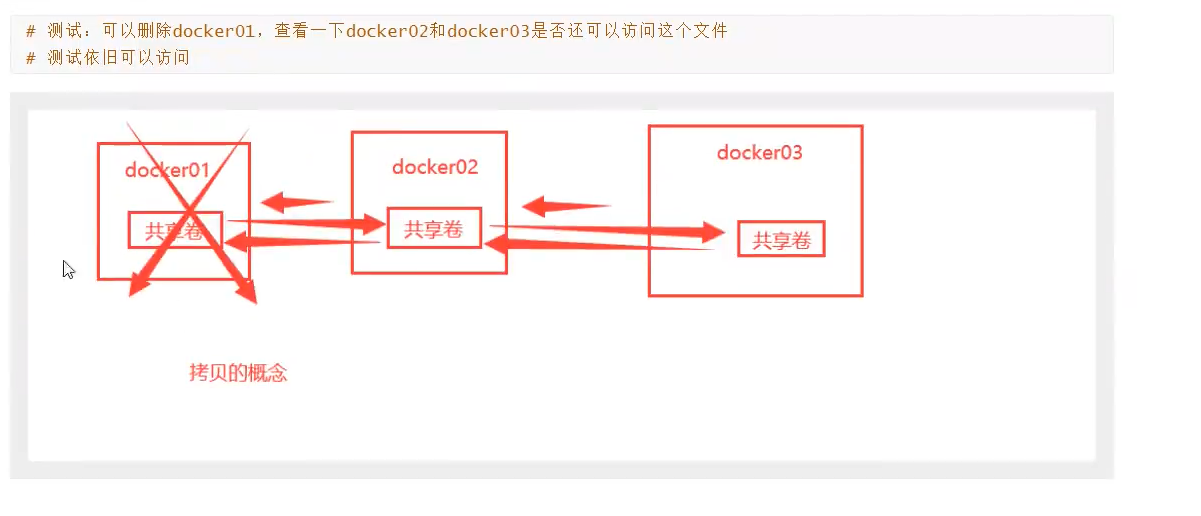 # 测试：可以删除docker01，查看一下docker02和docker03是否还可以访问这个文件
# 测试依旧可以访问
docker01
docker02
docker03
共享卷
共享卷
共享卷
拷贝的概念